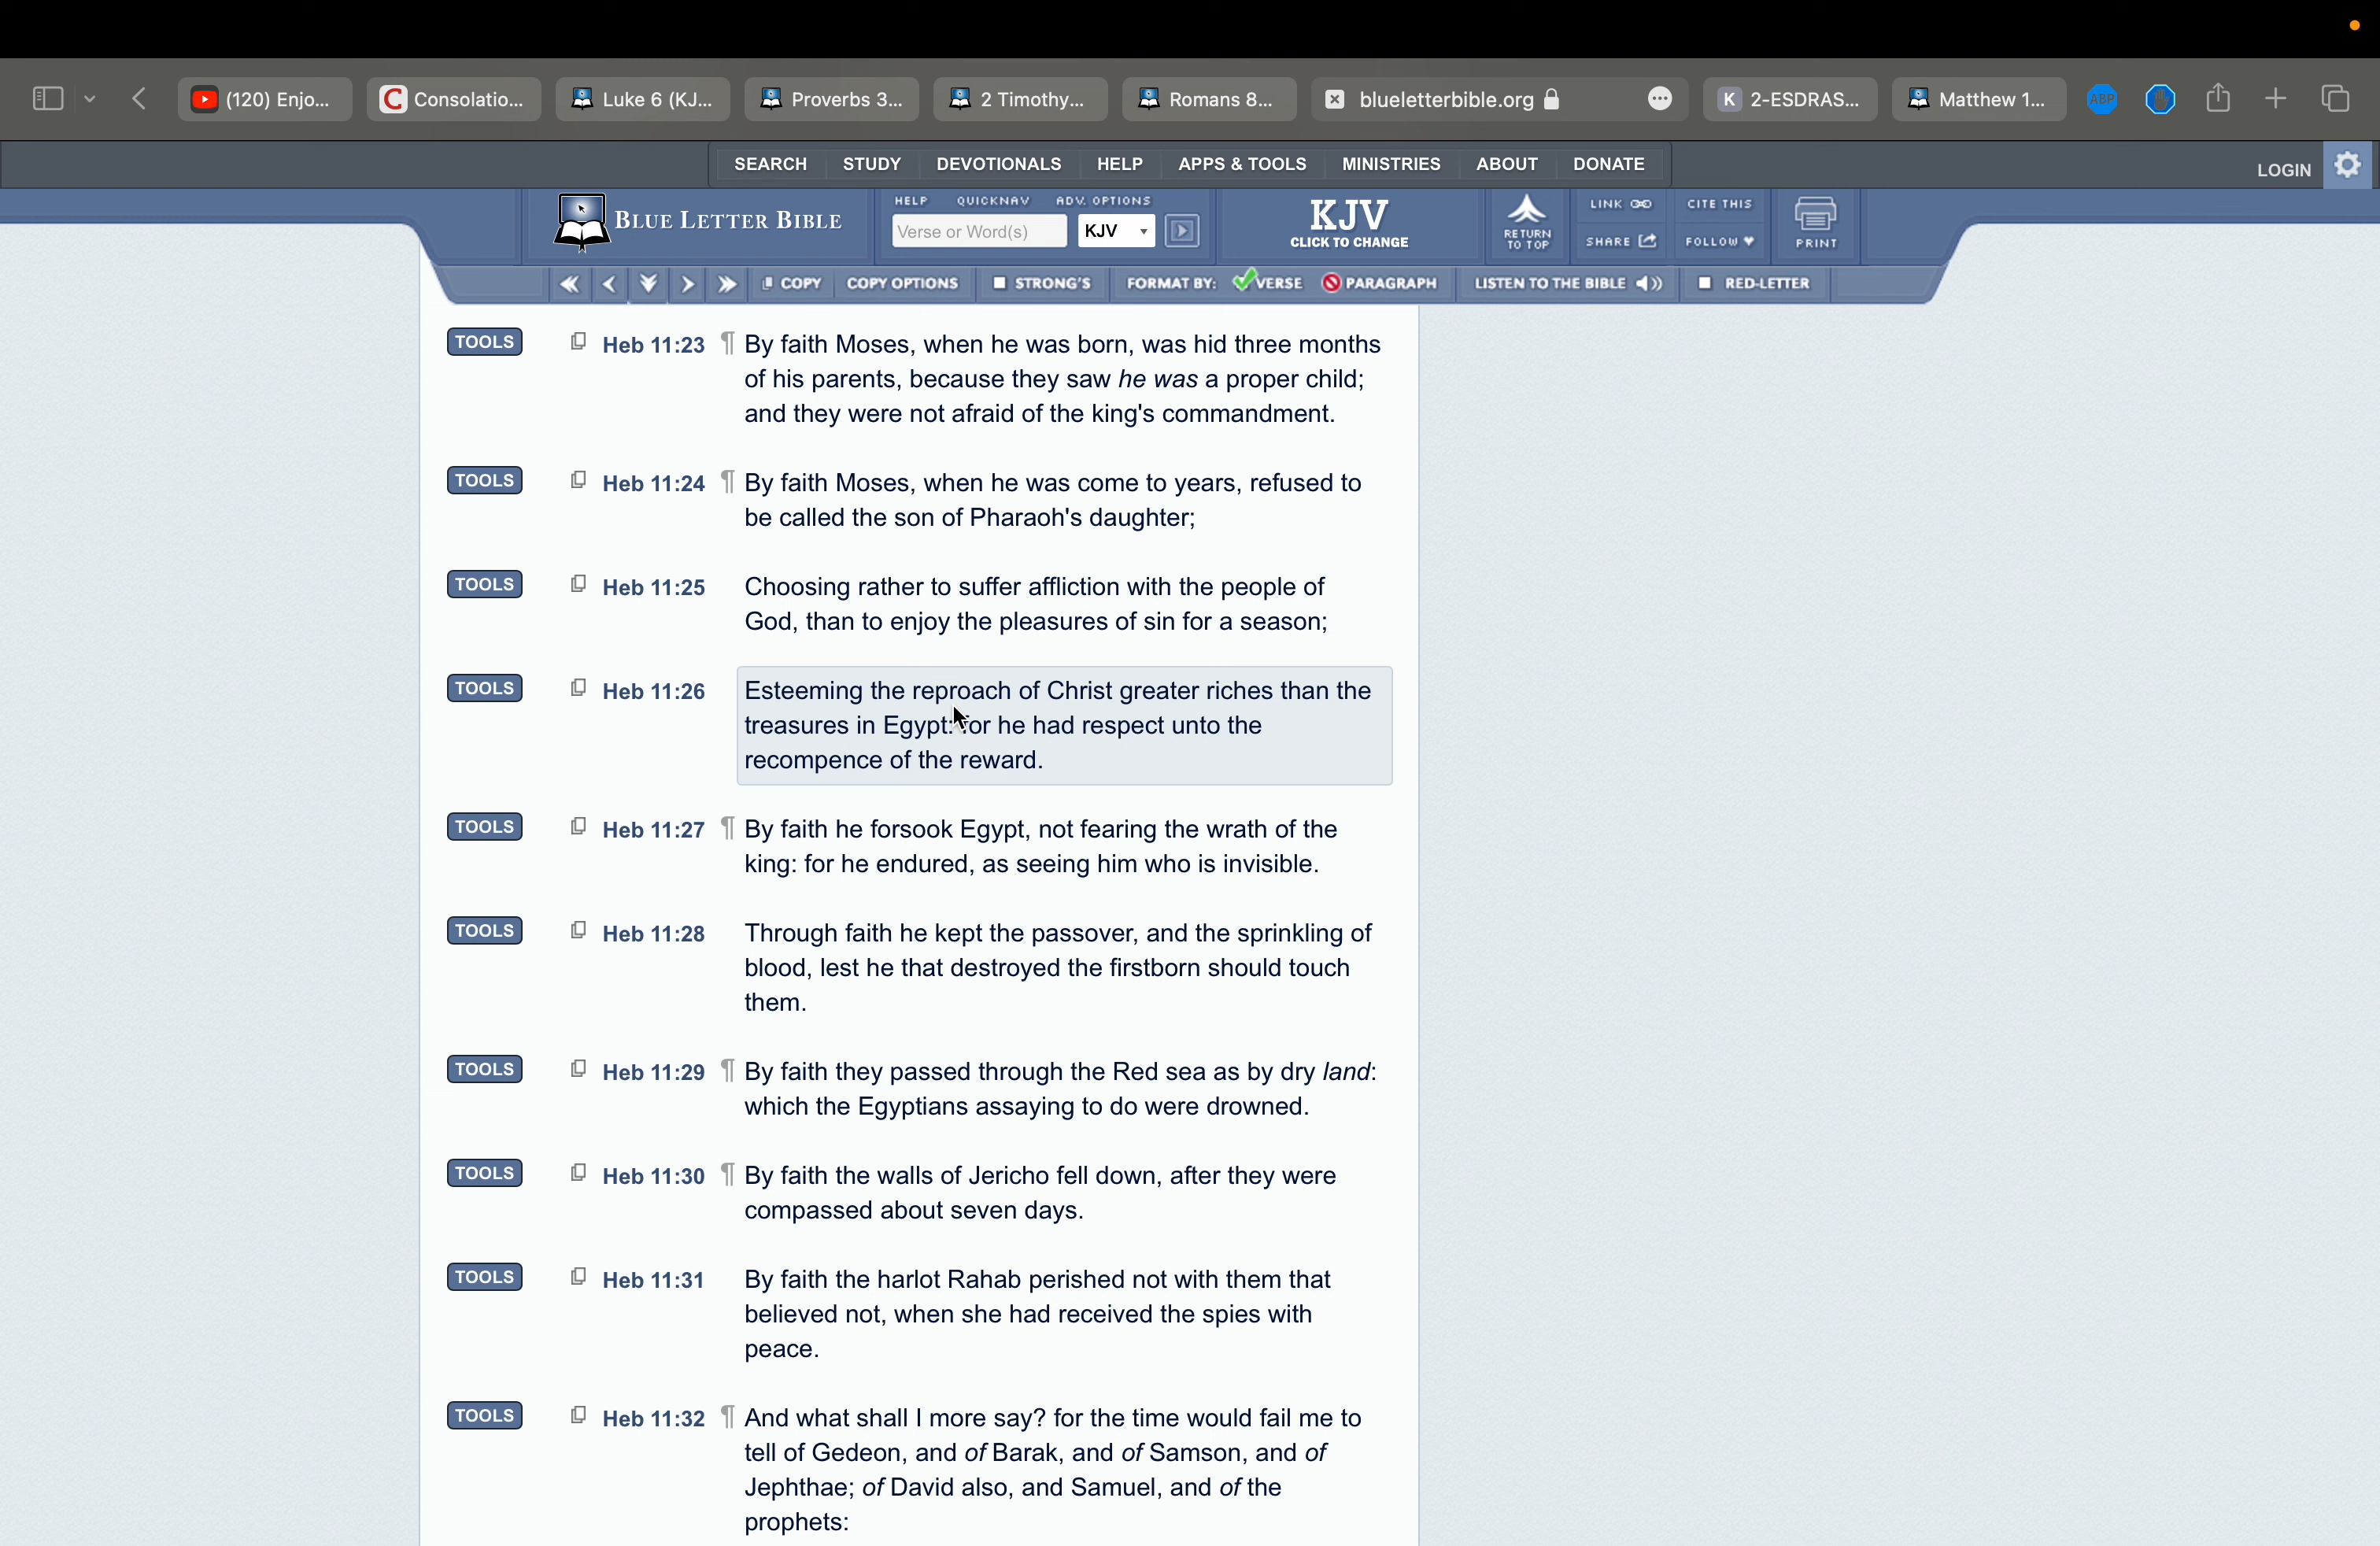 (120) Enjo...
Consolatio...
Luke 6 (KJ...
Proverbs 3...
2 Timothy...
Romans 8...
blueletterbible.org
K 2-ESDRAS...
Matthew 1...
ABP
SEARCH STUDY DEVOTIONALS HELP APPS & TOOLS MINISTRIES ABOUT DONATE
LOGIN
BLUE LETTER BIBLE
HELP QUICKNAV ADV. OPTIONS
Verse or Word(s) KJV
KJV
CLICK TO CHANGE
RETURN
TO TOP
LINK CITE THIS
SHARE FOLLOW
PRINT
COPY COPY OPTIONS STRONG'S FORMAT BY: VERSE PARAGRAPH LISTEN TO THE BIBLE RED-LETTER
TOOLS Heb 11:23 ¶ By faith Moses, when he was born, was hid three months
of his parents, because they saw he was a proper child;
and they were not afraid of the king's commandment.
TOOLS Heb 11:24 ¶ By faith Moses, when he was come to years, refused to
be called the son of Pharaoh's daughter;
TOOLS Heb 11:25 Choosing rather to suffer affliction with the people of
God, than to enjoy the pleasures of sin for a season;
TOOLS Heb 11:26 Esteeming the reproach of Christ greater riches than the
treasures in Egypt: for he had respect unto the
recompence of the reward.
TOOLS Heb 11:27 ¶ By faith he forsook Egypt, not fearing the wrath of the
king: for he endured, as seeing him who is invisible.
TOOLS Heb 11:28 Through faith he kept the passover, and the sprinkling of
blood, lest he that destroyed the firstborn should touch
them.
TOOLS Heb 11:29 ¶ By faith they passed through the Red sea as by dry land:
which the Egyptians assaying to do were drowned.
TOOLS Heb 11:30 ¶ By faith the walls of Jericho fell down, after they were
compassed about seven days.
TOOLS Heb 11:31 By faith the harlot Rahab perished not with them that
believed not, when she had received the spies with
peace.
TOOLS Heb 11:32 ¶ And what shall I more say? for the time would fail me to
tell of Gedeon, and of Barak, and of Samson, and of
Jephthae; of David also, and Samuel, and of the
prophets: